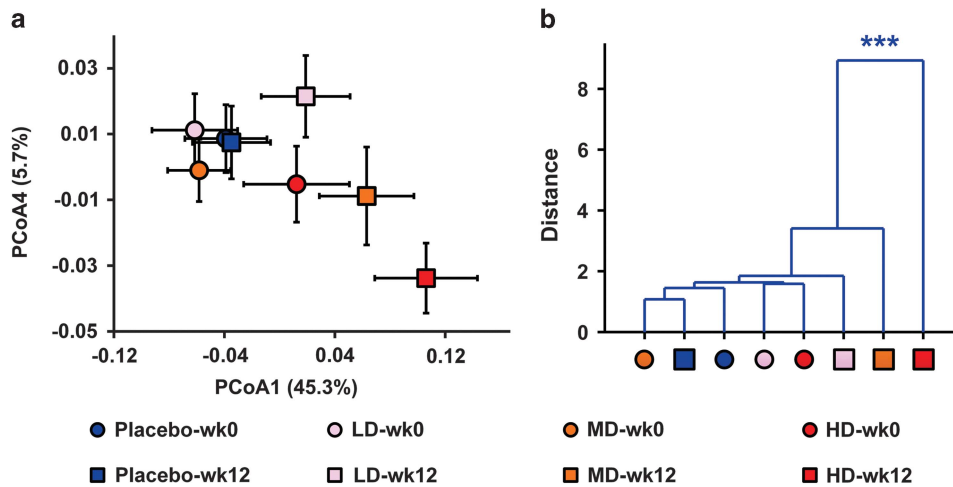 a
b
0.03
0.01
-0.01
-0.03
-0.05
PCoA4 (5.7%)
-0.12
-0.04
0.04
0.12
PCoA1 (45.3%)
***
8
6
4
2
0
Distance
Placebo-wk0
LD-wk0
MD-wk0
HD-wk0
Placebo-wk12
LD-wk12
MD-wk12
HD-wk12